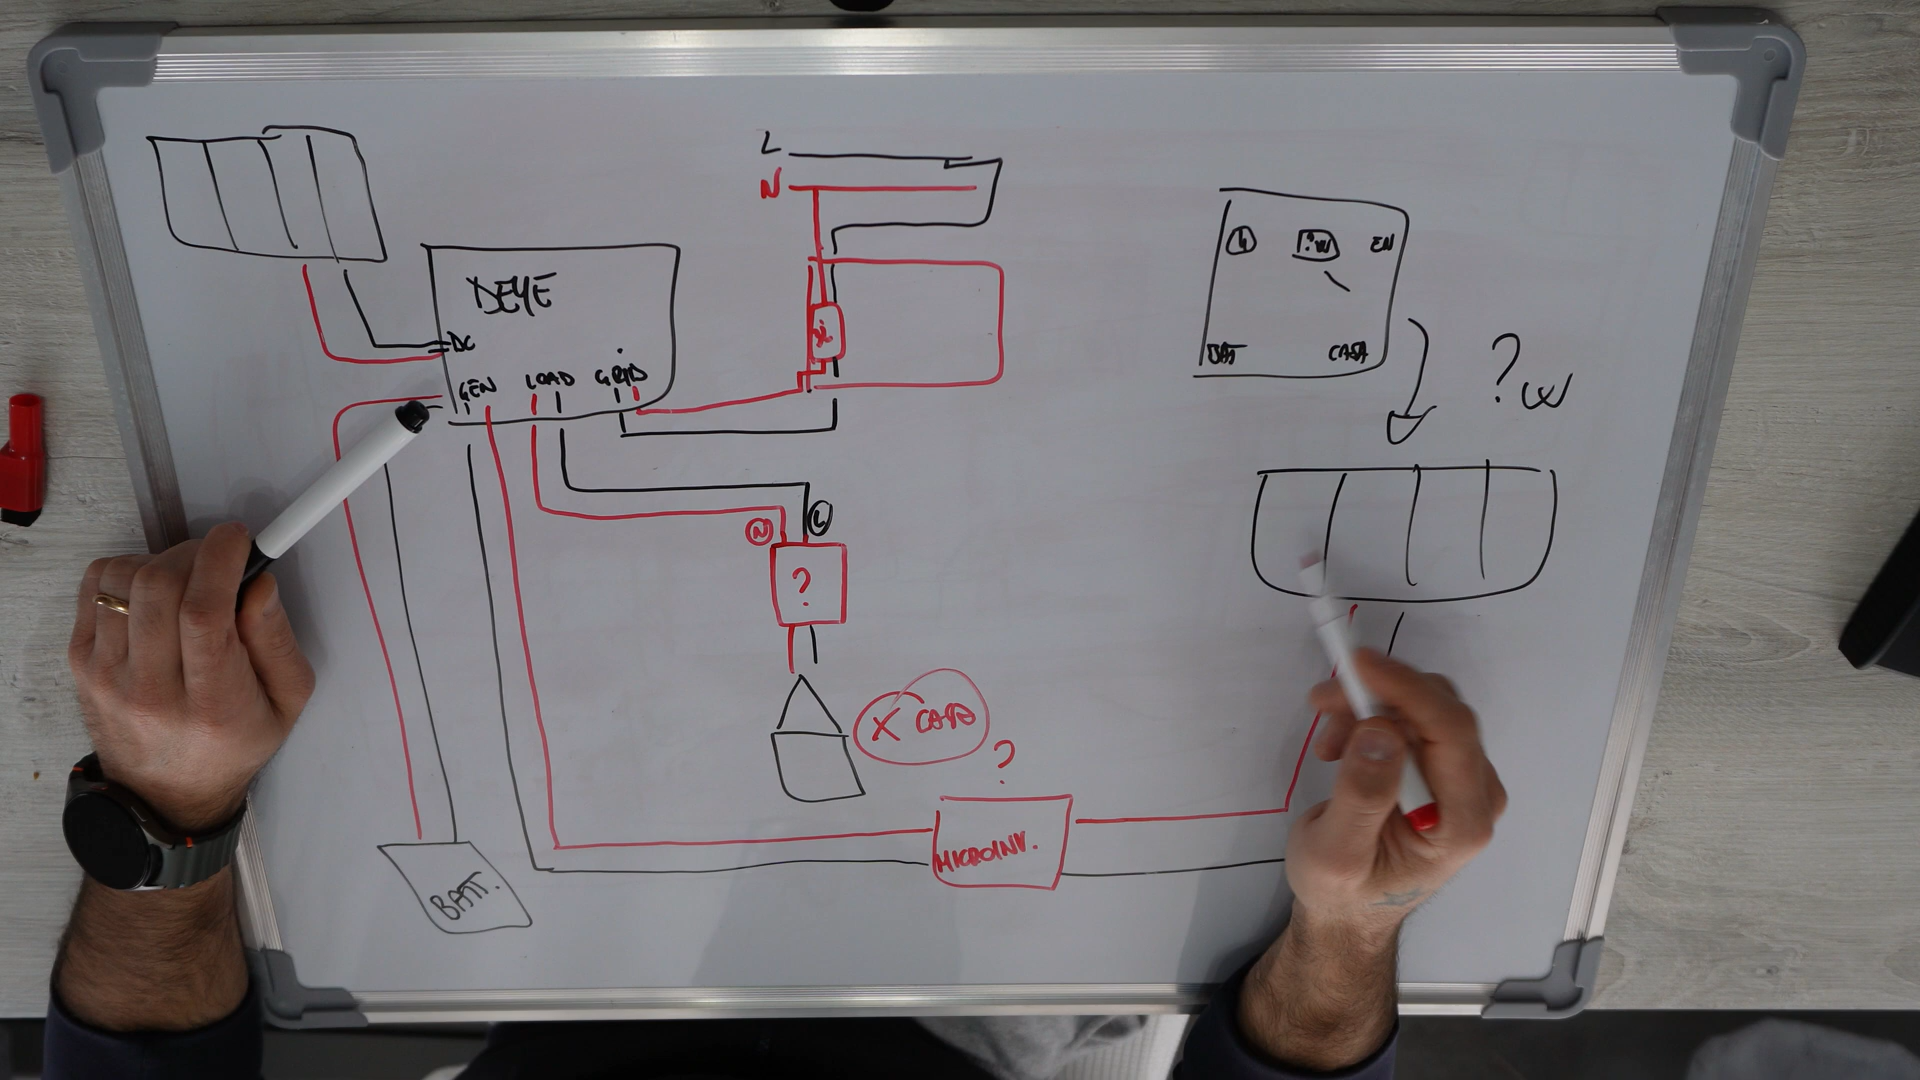 L
N
DEYE
DC
GEN LOAD GRID
N L
?
X CASA
?
MICROINV.
BATT.
?W EN
BAT CASA
?W